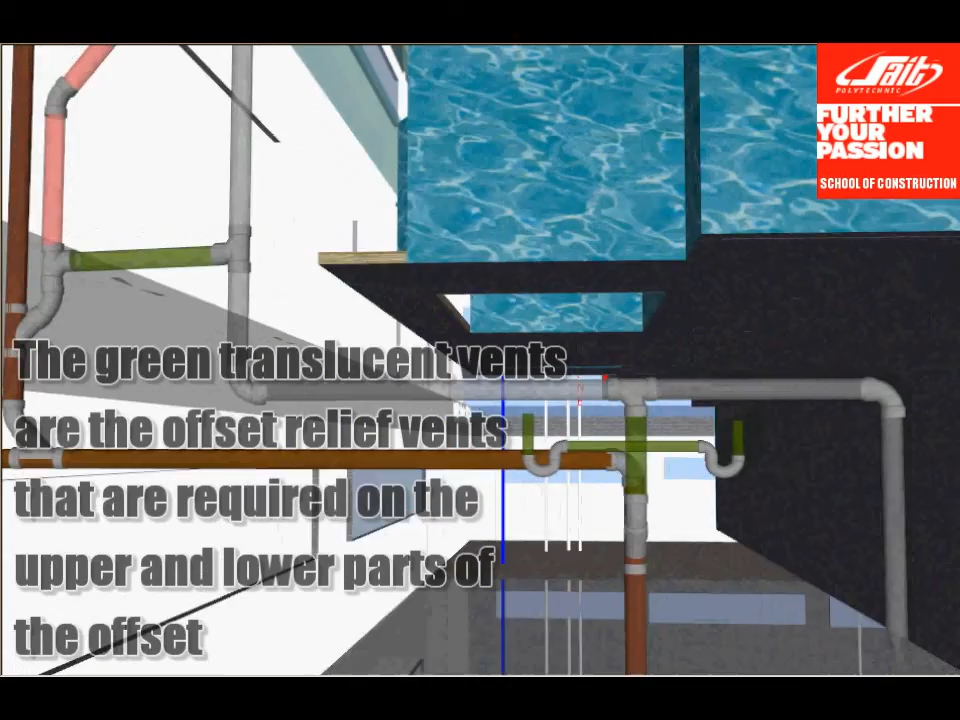 Sait
POLYTECHNIC
FURTHER
YOUR
PASSION
SCHOOL OF CONSTRUCTION
The green translucent vents
are the offset relief vents
that are required on the
upper and lower parts of
the offset